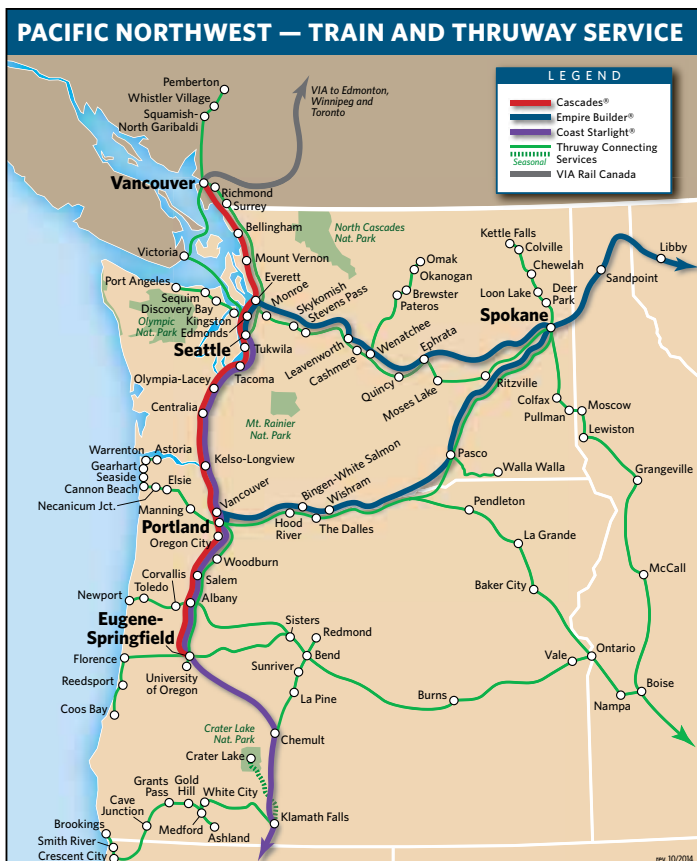 PACIFIC NORTHWEST — TRAIN AND THRUWAY SERVICE
LEGEND
Cascades®
Empire Builder®
Coast Starlight®
Thruway Connecting
Services
Seasonal
VIA Rail Canada
VIA to Edmonton,
Winnipeg and
Toronto
Pemberton
Whistler Village
Squamish-
North Garibaldi
Vancouver
Richmond
Surrey
Bellingham
North Cascades
Nat. Park
Victoria
Mount Vernon
Everett
Monroe
Skykomish
Stevens Pass
Port Angeles
Sequim
Discovery Bay
Olympic
Nat. Park
Kingston
Edmonds
Seattle
Tukwila
Tacoma
Leavenworth
Cashmere
Wenatchee
Quincy
Ephrata
Moses Lake
Omak
Okanogan
Brewster
Pateros
Kettle Falls
Colville
Chewelah
Loon Lake
Deer
Park
Spokane
Sandpoint
Libby
Ritzville
Colfax
Pullman
Moscow
Lewiston
Grangeville
McCall
Olympia-Lacey
Centralia
Mt. Rainier
Nat. Park
Kelso-Longview
Warrenton
Astoria
Gearhart
Seaside
Cannon Beach
Elsie
Necanicum Jct.
Manning
Vancouver
Portland
Oregon City
Bingen-White Salmon
Wishram
Hood
River
The Dalles
Pasco
Walla Walla
Pendleton
La Grande
Baker City
Woodburn
Salem
Albany
Corvallis
Toledo
Newport
Eugene-
Springfield
University
of Oregon
Florence
Reedsport
Coos Bay
Sisters
Redmond
Bend
Sunriver
La Pine
Burns
Vale
Ontario
Nampa
Boise
Chemult
Crater Lake
Nat. Park
Crater Lake
Klamath Falls
Grants
Pass
Gold
Hill
White City
Cave
Junction
Medford
Ashland
Brookings
Smith River
Crescent City
rev. 10/2014